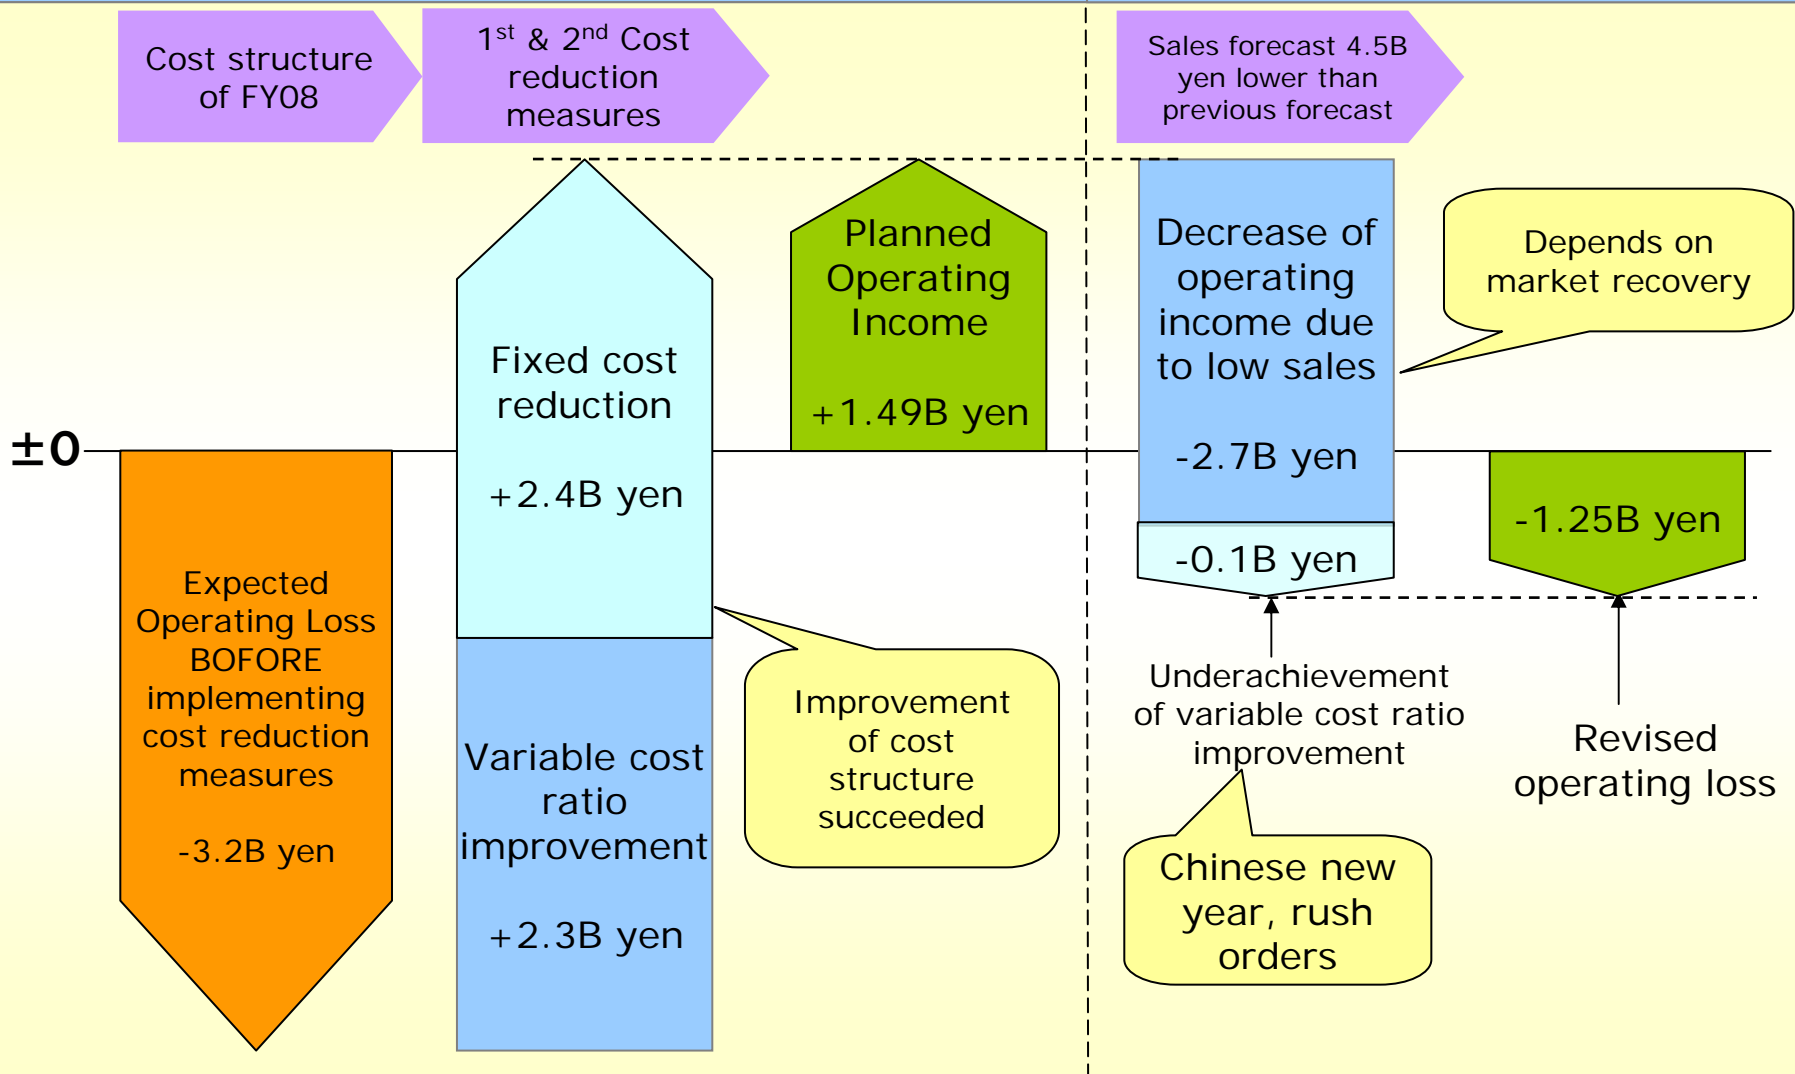 Cost structure
of FY08
1st & 2nd Cost
reduction
measures
Sales forecast 4.5B
yen lower than
previous forecast
±0
Expected
Operating Loss
BOFORE
implementing
cost reduction
measures
-3.2B yen
Fixed cost
reduction
+2.4B yen
Variable cost
ratio
improvement
+2.3B yen
Planned
Operating
Income
+1.49B yen
Improvement
of cost
structure
succeeded
Decrease of
operating
income due
to low sales
-2.7B yen
-0.1B yen
Depends on
market recovery
-1.25B yen
Underachievement
of variable cost ratio
improvement
Revised
operating loss
Chinese new
year, rush
orders